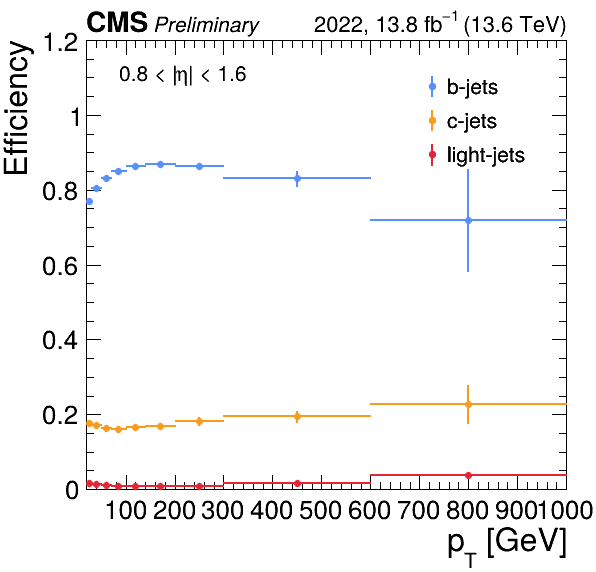 CMS Preliminary 2022, 13.8 fb⁻¹ (13.6 TeV)
0.8 < |η| < 1.6
b-jets
c-jets
light-jets
Efficiency
1.2
1
0.8
0.6
0.4
0.2
0
100 200 300 400 500 600 700 800 900 1000
p_T [GeV]